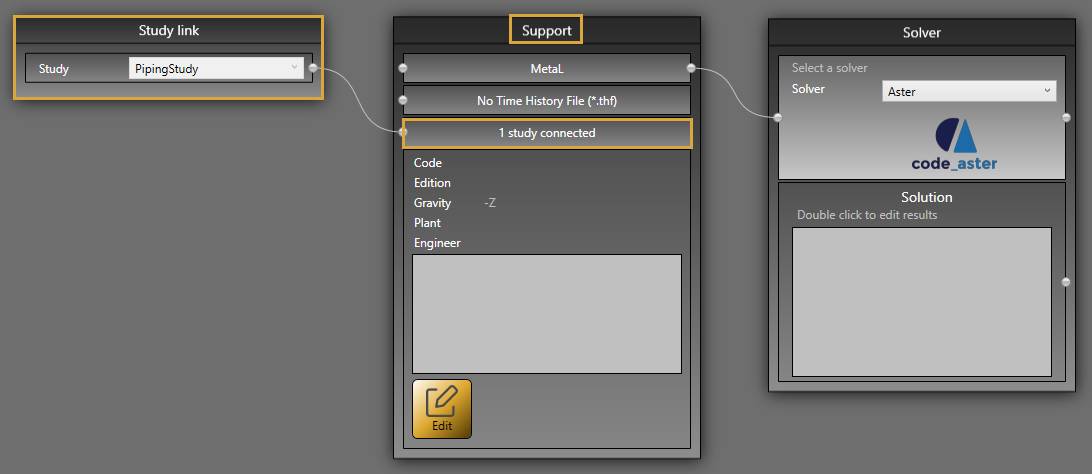 Study link
Study PipingStudy
Support
MetaL
No Time History File (*.thf)
1 study connected
Code
Edition
Gravity -Z
Plant
Engineer
Edit
Solver
Select a solver
Solver Aster
code_aster
Solution
Double click to edit results